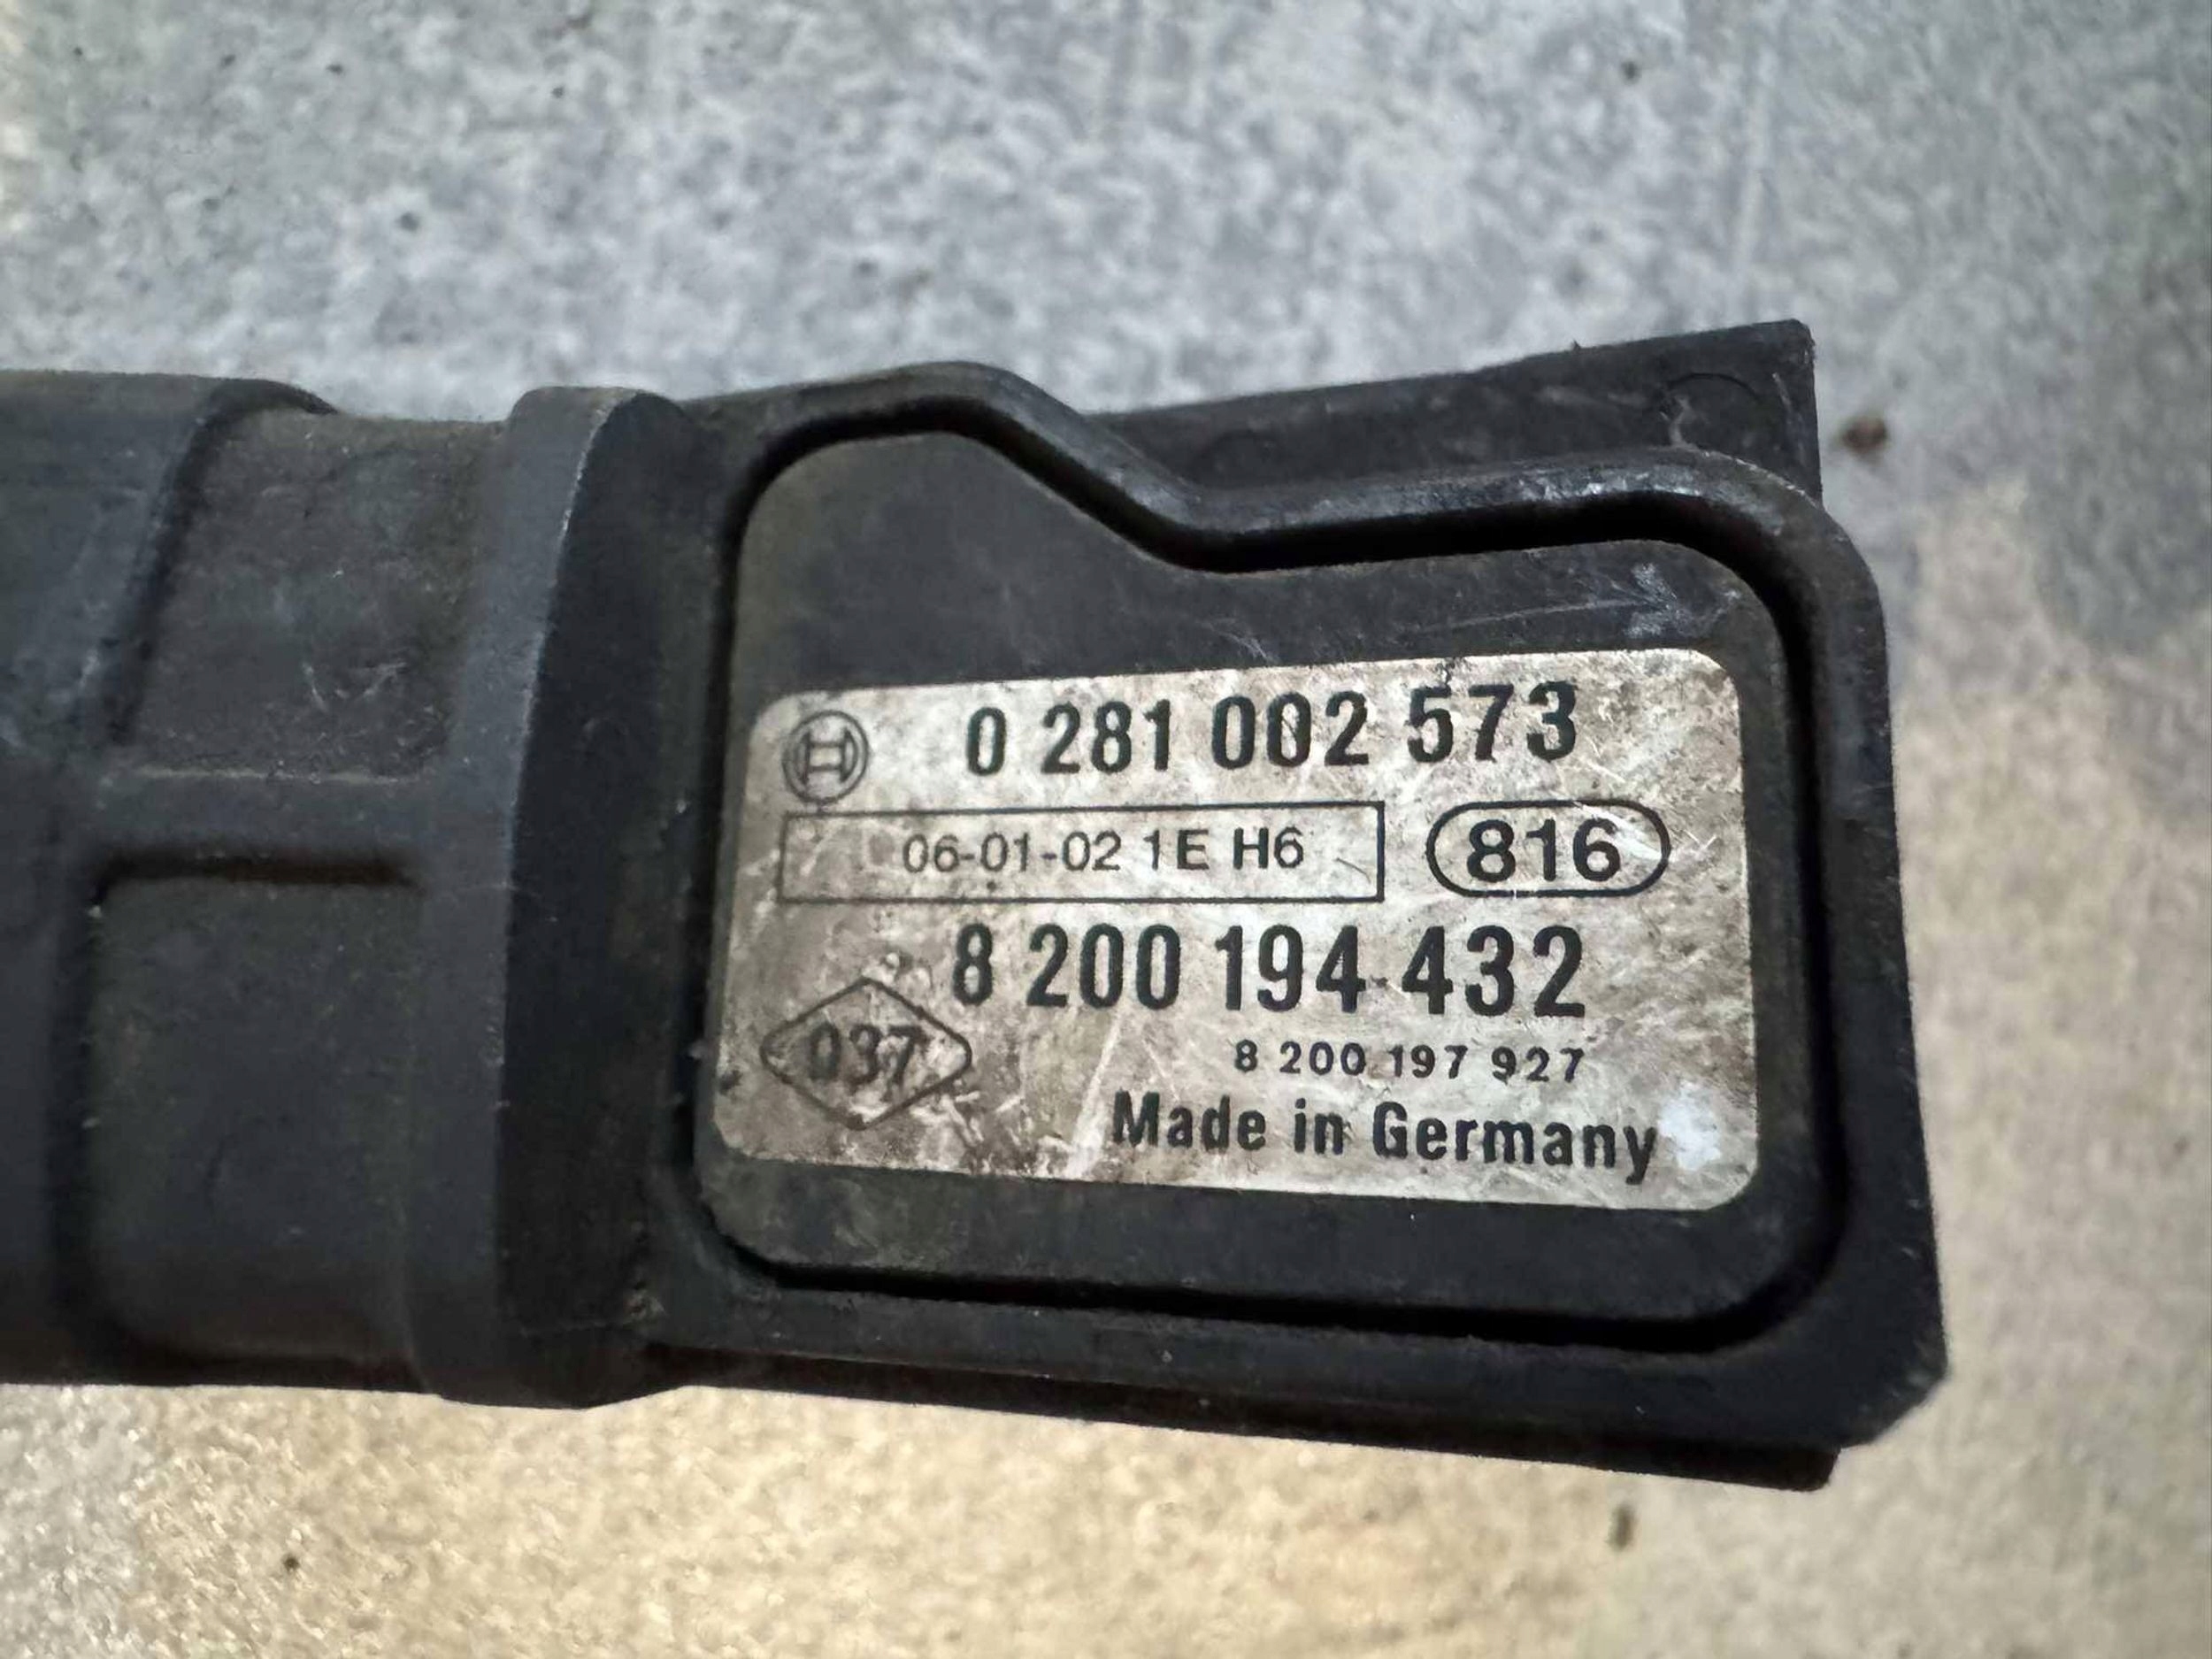 0 281 002 573
06-01-02 1E H6 816
8 200 194 432
037
8 200 197 927
Made in Germany